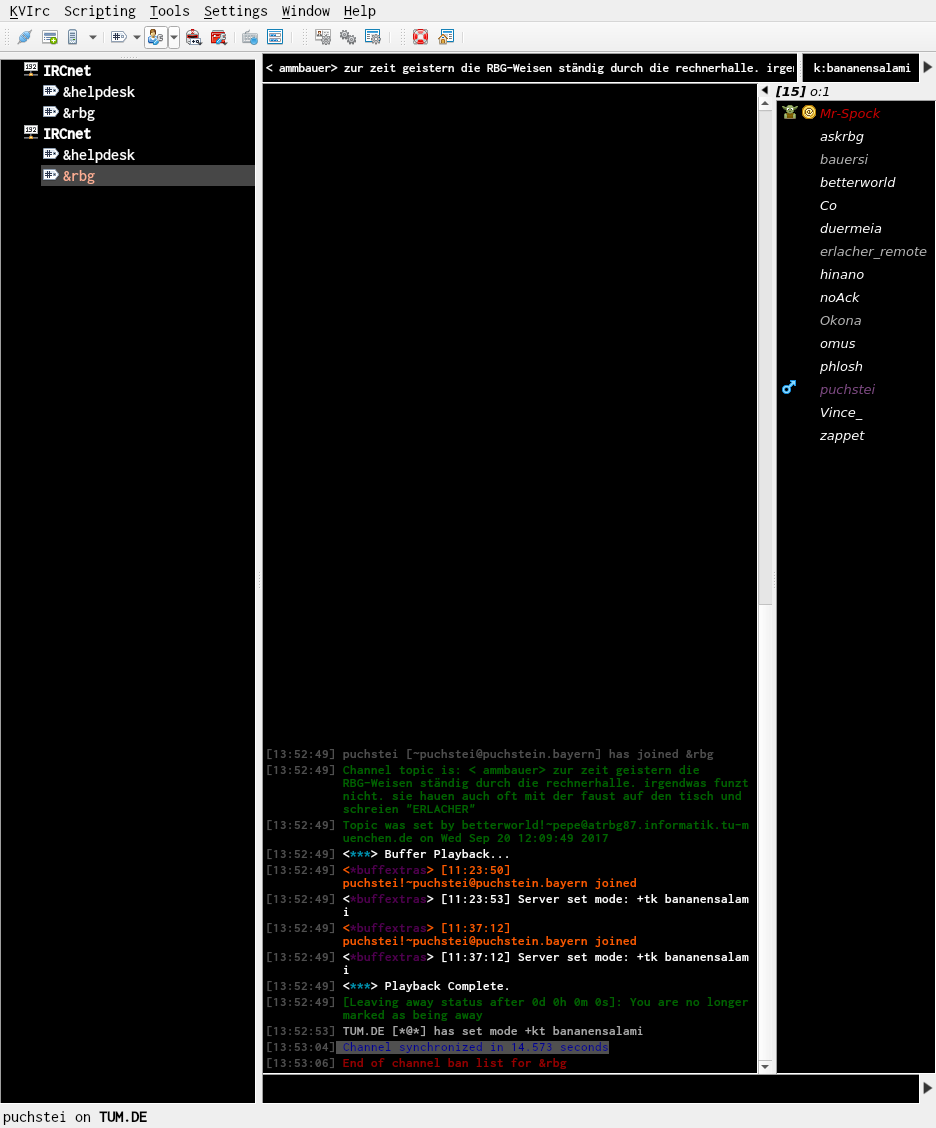 KVIrc Scripting Tools Settings Window Help
IRCnet
&helpdesk
&rbg
IRCnet
&helpdesk
&rbg
< ammbauer> zur zeit geistern die RBG-Weisen ständig durch die rechnerhalle. irge
k:bananensalami
[13:52:49] puchstei [~puchstei@puchstein.bayern] has joined &rbg
[13:52:49] Channel topic is: < ammbauer> zur zeit geistern die
RBG-Weisen ständig durch die rechnerhalle. irgendwas funzt
nicht. sie hauen auch oft mit der faust auf den tisch und
schreien "ERLACHER"
[13:52:49] Topic was set by betterworld!~pepe@atrbg87.informatik.tu-m
uenchen.de on Wed Sep 20 12:09:49 2017
[13:52:49] <***> Buffer Playback...
[13:52:49] <*buffextras> [11:23:50]
puchstei!~puchstei@puchstein.bayern joined
[13:52:49] <*buffextras> [11:23:53] Server set mode: +tk bananensalam
i
[13:52:49] <*buffextras> [11:37:12]
puchstei!~puchstei@puchstein.bayern joined
[13:52:49] <*buffextras> [11:37:12] Server set mode: +tk bananensalam
i
[13:52:49] <***> Playback Complete.
[13:52:49] [Leaving away status after 0d 0h 0m 0s]: You are no longer
marked as being away
[13:52:53] TUM.DE [*@*] has set mode +kt bananensalami
[13:53:04] Channel synchronized in 14.573 seconds
[13:53:06] End of channel ban list for &rbg
[15] o:1
Mr-Spock
askrbg
bauersi
betterworld
Co
duermeia
erlacher_remote
hinano
noAck
Okona
omus
phlosh
puchstei
Vince_
zappet
puchstei on TUM.DE